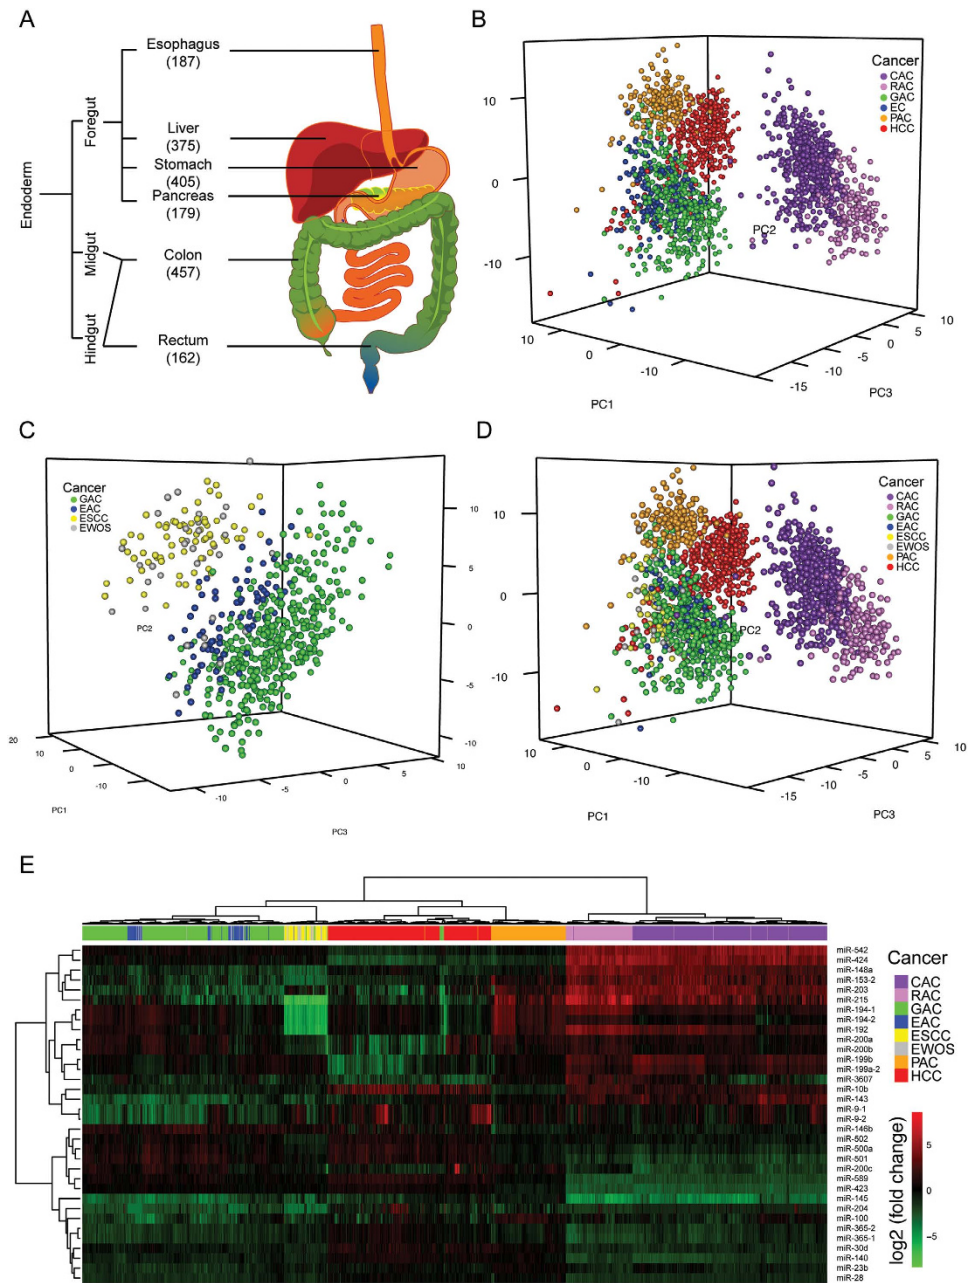 A
Esophagus
(187)
Liver
(375)
Stomach
(405)
Pancreas
(179)
Colon
(457)
Rectum
(162)
Endoderm
Foregut
Midgut
Hindgut
B
Cancer
CAC
RAC
GAC
EC
PAC
HCC
10
0
-10
PC2
10
0
-10
PC1
-15
-10
-5
0
5
10
PC3
C
Cancer
GAC
EAC
ESCC
EWOS
PC2
10
5
0
-5
-10
20
10
0
-10
PC1
-10
-5
0
5
10
PC3
D
Cancer
CAC
RAC
GAC
EAC
ESCC
EWOS
PAC
HCC
10
0
-10
PC2
10
0
-10
PC1
-15
-10
-5
0
5
10
PC3
E
miR-542
miR-424
miR-148a
miR-153-2
miR-203
miR-215
miR-194-1
miR-194-2
miR-192
miR-200a
miR-200b
miR-199b
miR-199a-2
miR-3607
miR-10b
miR-143
miR-9-1
miR-9-2
miR-146b
miR-502
miR-500a
miR-501
miR-200c
miR-589
miR-423
miR-145
miR-204
miR-100
miR-365-2
miR-365-1
miR-30d
miR-140
miR-23b
miR-28
Cancer
CAC
RAC
GAC
EAC
ESCC
EWOS
PAC
HCC
log2 (fold change)
5
0
−5